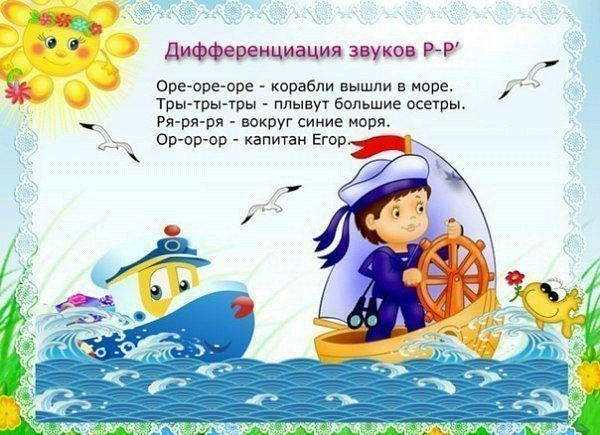 Дифференциация звуков Р-Р'
Оре-оре-оре - корабли вышли в море.
Тры-тры-тры - плывут большие осетры.
Ря-ря-ря - вокруг синие моря.
Ор-ор-ор - капитан Егор.